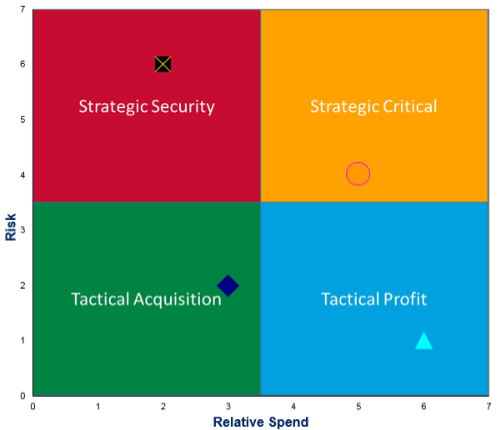 7
6
Strategic Security
Strategic Critical
5
4
Risk
3
2
Tactical Acquisition
Tactical Profit
1
0
0 1 2 3 4 5 6 7
Relative Spend